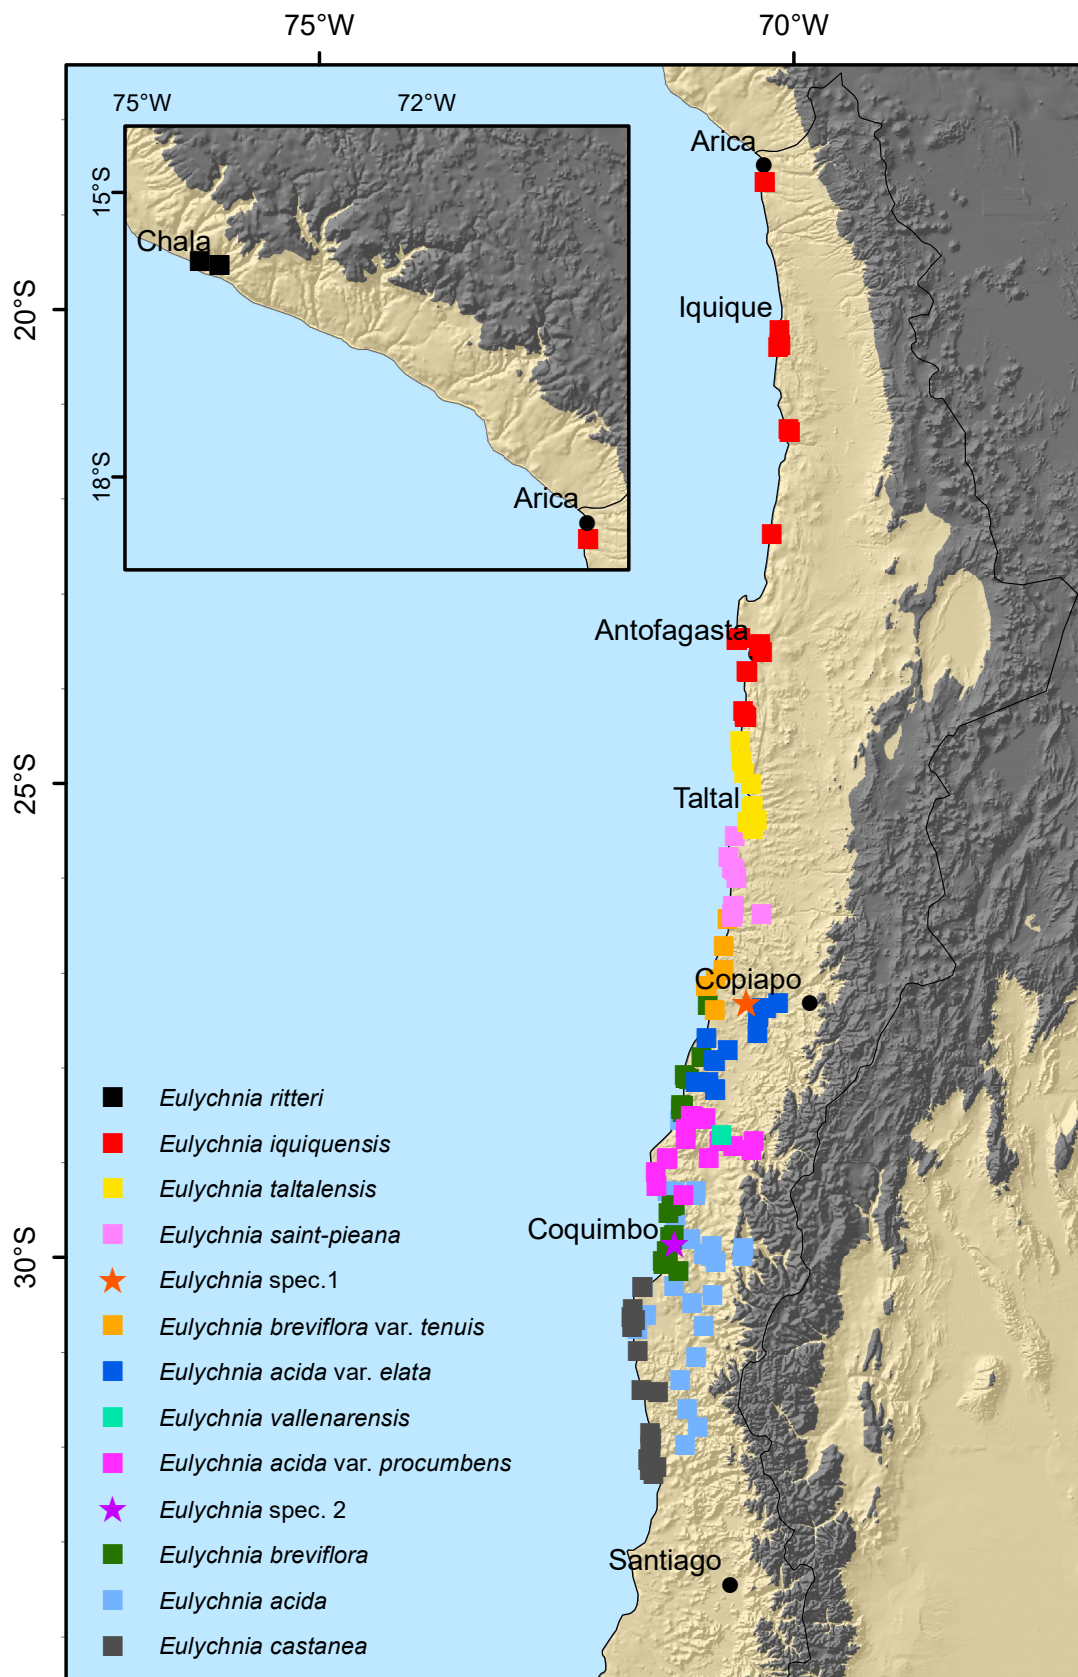 75°W 70°W
75°W 72°W
15°S
18°S
Chala
Arica
20°S
25°S
30°S
Arica
Iquique
Antofagasta
Taltal
Copiapo
Coquimbo
Santiago
Eulychnia ritteri
Eulychnia iquiquensis
Eulychnia taltalensis
Eulychnia saint-pieana
Eulychnia spec.1
Eulychnia breviflora var. tenuis
Eulychnia acida var. elata
Eulychnia vallenarensis
Eulychnia acida var. procumbens
Eulychnia spec. 2
Eulychnia breviflora
Eulychnia acida
Eulychnia castanea